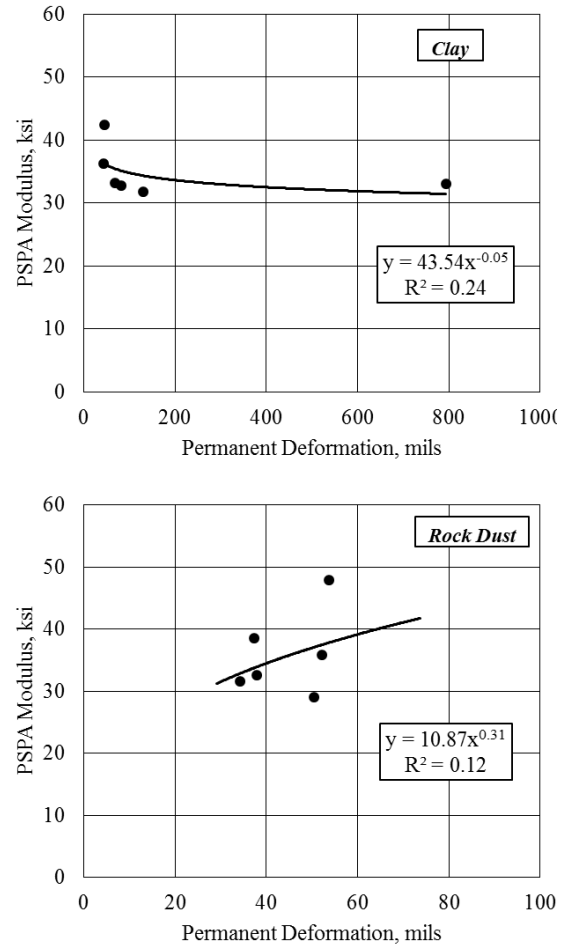 60
Clay
50
40
30
20
10
0
PSPA Modulus, ksi
y = 43.54x^-0.05
R² = 0.24
0 200 400 600 800 1000
Permanent Deformation, mils
60
Rock Dust
50
40
30
20
10
0
PSPA Modulus, ksi
y = 10.87x^0.31
R² = 0.12
0 20 40 60 80 100
Permanent Deformation, mils